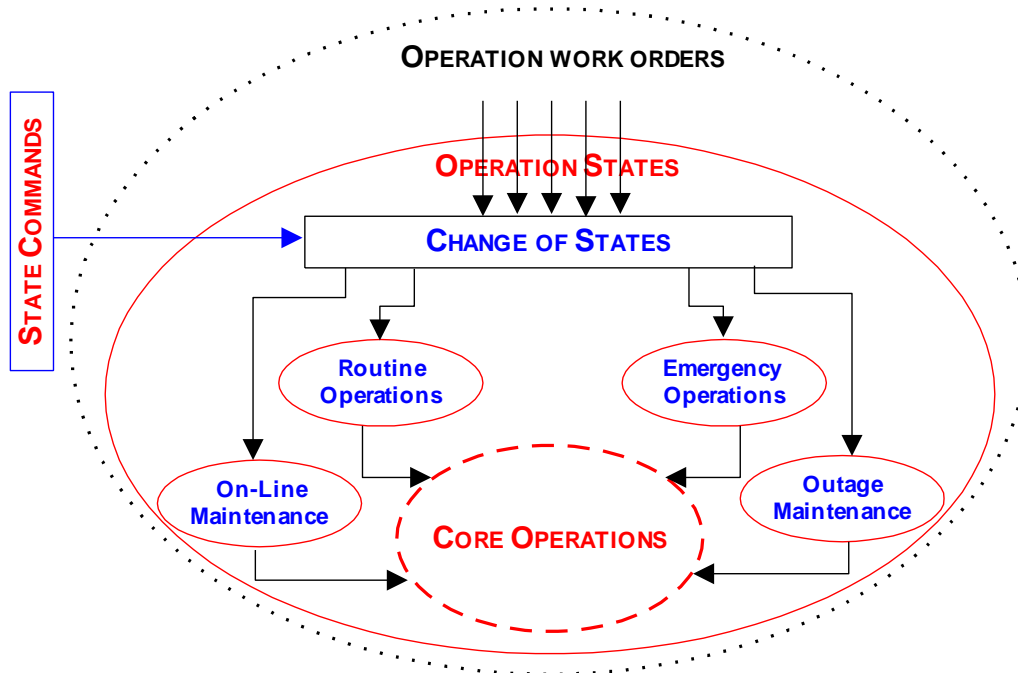 OPERATION WORK ORDERS
STATE COMMANDS
OPERATION STATES
CHANGE OF STATES
Routine
Operations
Emergency
Operations
On-Line
Maintenance
Outage
Maintenance
CORE OPERATIONS